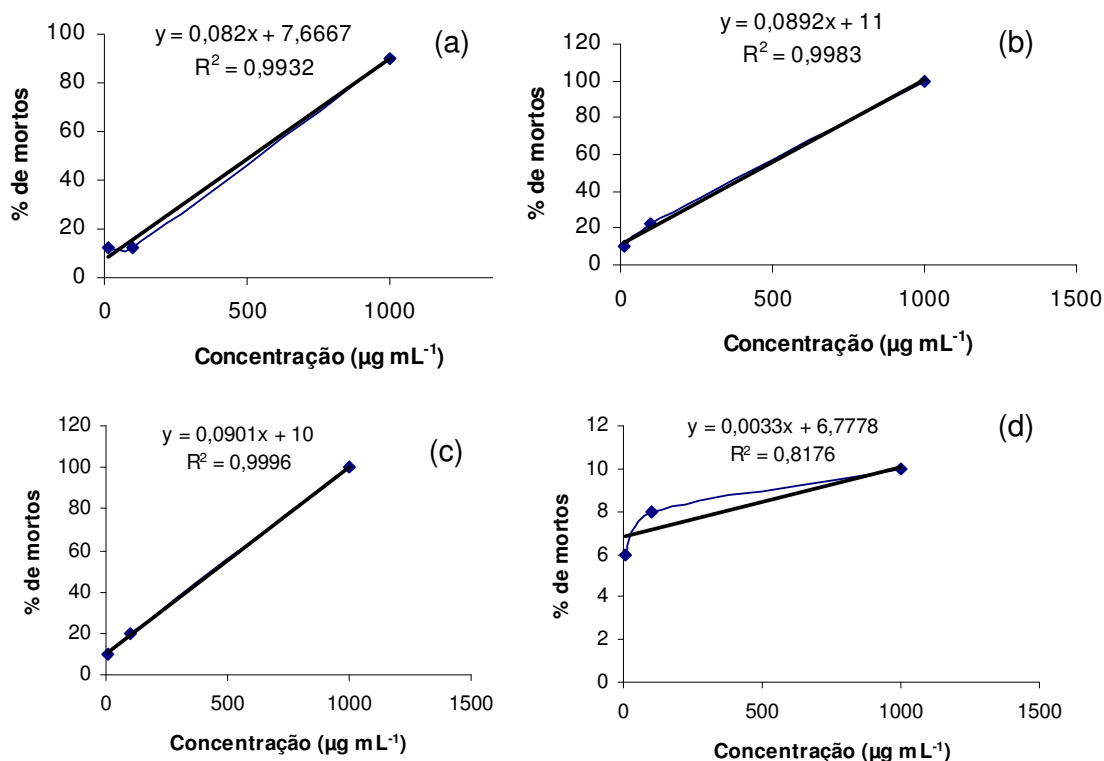 y = 0,082x + 7,6667
R² = 0,9932
(a)
100
80
60
40
20
0
% de mortos
0 500 1000
Concentração (µg mL⁻¹)
y = 0,0892x + 11
R² = 0,9983
(b)
120
100
80
60
40
20
0
% de mortos
0 500 1000 1500
Concentração (µg mL⁻¹)
y = 0,0901x + 10
R² = 0,9996
(c)
120
100
80
60
40
20
0
% de mortos
0 500 1000 1500
Concentração (µg mL⁻¹)
y = 0,0033x + 6,7778
R² = 0,8176
(d)
12
10
8
6
4
2
0
% de mortos
0 500 1000 1500
Concentração (µg mL⁻¹)